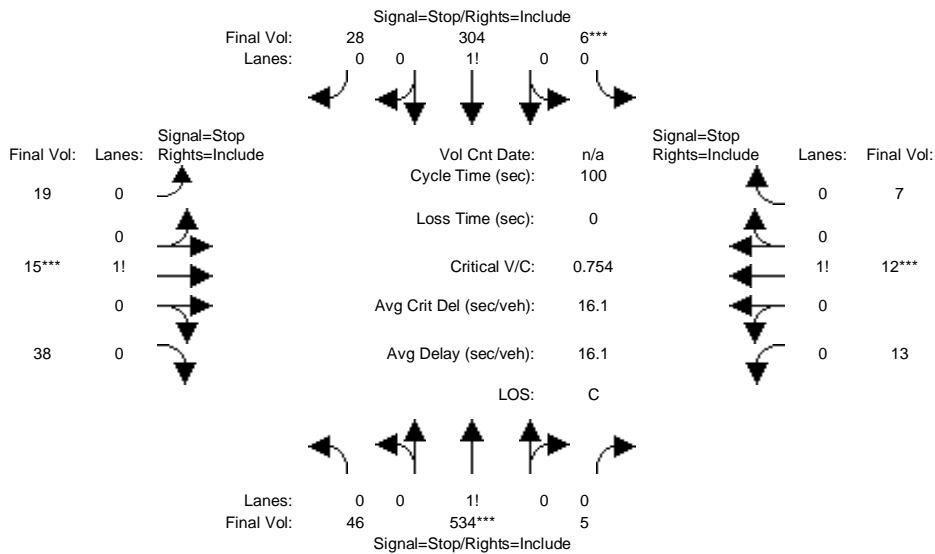 Signal=Stop/Rights=Include
Final Vol: 28 304 6***
Lanes: 0 0 1! 0 0
Signal=Stop
Final Vol: Lanes: Rights=Include
Vol Cnt Date: n/a
Signal=Stop
Rights=Include Lanes: Final Vol:
Cycle Time (sec): 100
19 0
0 7
Loss Time (sec): 0
0
0
15*** 1!
Critical V/C: 0.754
1! 12***
0
Avg Crit Del (sec/veh): 16.1
0
38 0
Avg Delay (sec/veh): 16.1
0 13
LOS: C
Lanes: 0 0 1! 0 0
Final Vol: 46 534*** 5
Signal=Stop/Rights=Include